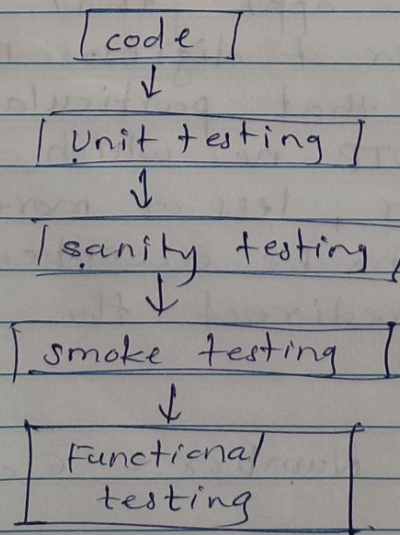 code
Unit testing
sanity testing
smoke testing
Functional
testing